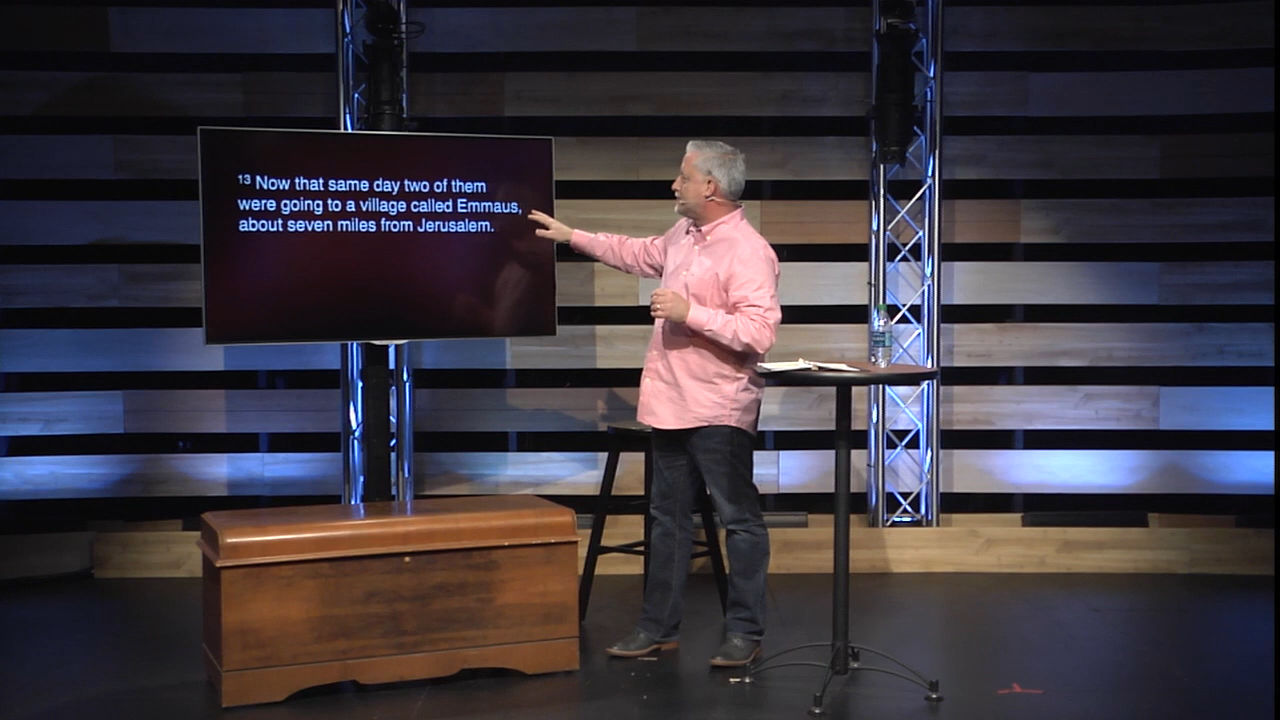 ¹³ Now that same day two of them
were going to a village called Emmaus,
about seven miles from Jerusalem.